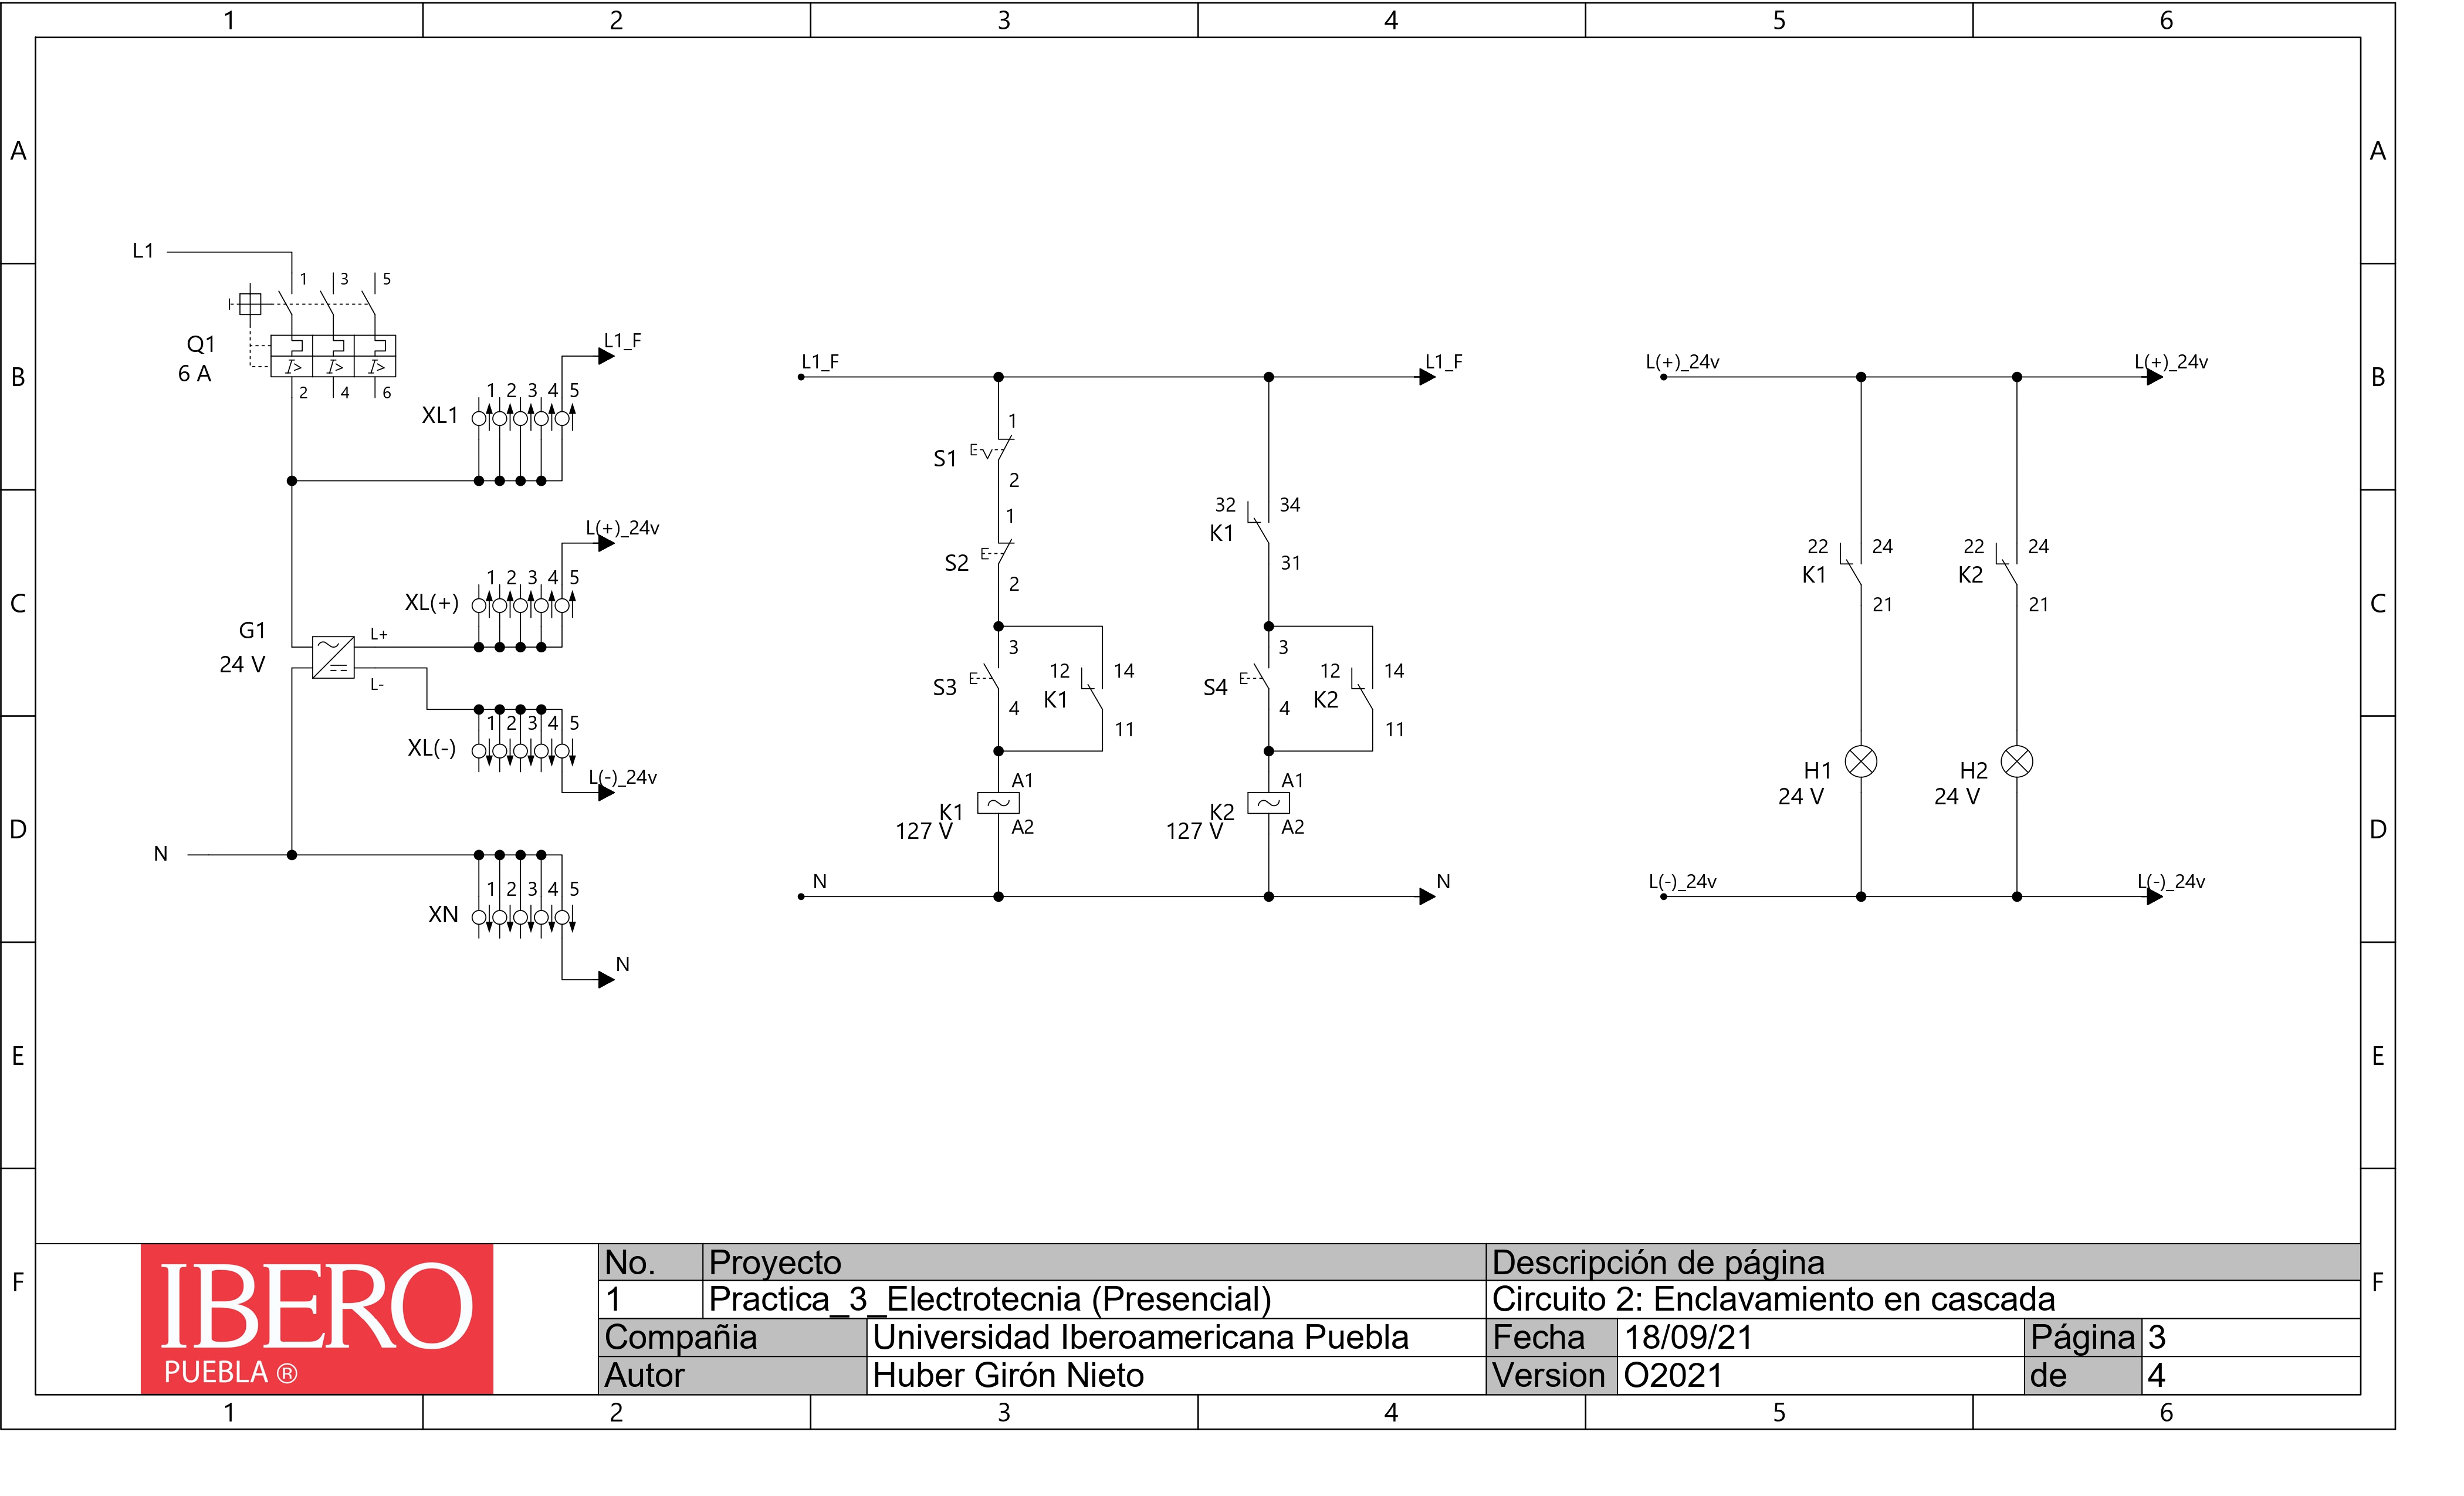 1 2 3 4 5 6
A A
L1
1 3 5
Q1
6 A
2 4 6
L1_F
XL1 1 2 3 4 5
B B
L1_F L1_F
L(+)_24v L(+)_24v
1
S1
2
1
S2
2
32 34
K1
31
22 24
K1
21
22 24
K2
21
L(+)_24v
XL(+) 1 2 3 4 5
C C
G1
24 V
L+
L-
3
S3
4
12 14
K1
11
3
S4
4
12 14
K2
11
XL(-) 1 2 3 4 5
L(-)_24v
H1
24 V
H2
24 V
A1
K1
127 V
A2
A1
K2
127 V
A2
D D
N
XN 1 2 3 4 5
N
N N
L(-)_24v L(-)_24v
E E
F F
IBERO
PUEBLA ®
No. Proyecto Descripción de página
1 Practica_3_Electrotecnia (Presencial) Circuito 2: Enclavamiento en cascada
Compañia Universidad Iberoamericana Puebla Fecha 18/09/21 Página 3
Autor Huber Girón Nieto Version O2021 de 4
1 2 3 4 5 6